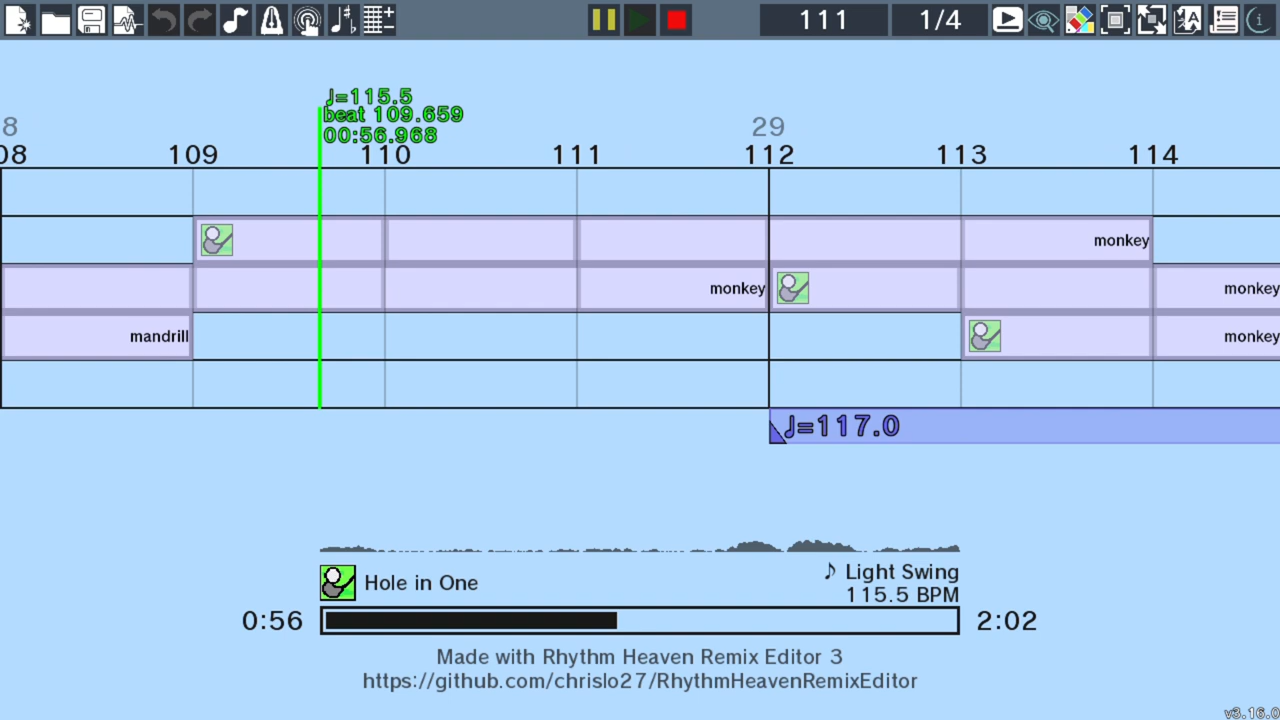 111 1/4
♩=115.5
beat 109.659
00:56.968
8 29
08 109 110 111 112 113 114
monkey
monkey monkey
mandrill monkey
♩=117.0
Hole in One
♪ Light Swing
115.5 BPM
0:56 2:02
Made with Rhythm Heaven Remix Editor 3
https://github.com/chrislo27/RhythmHeavenRemixEditor
v3.16.0